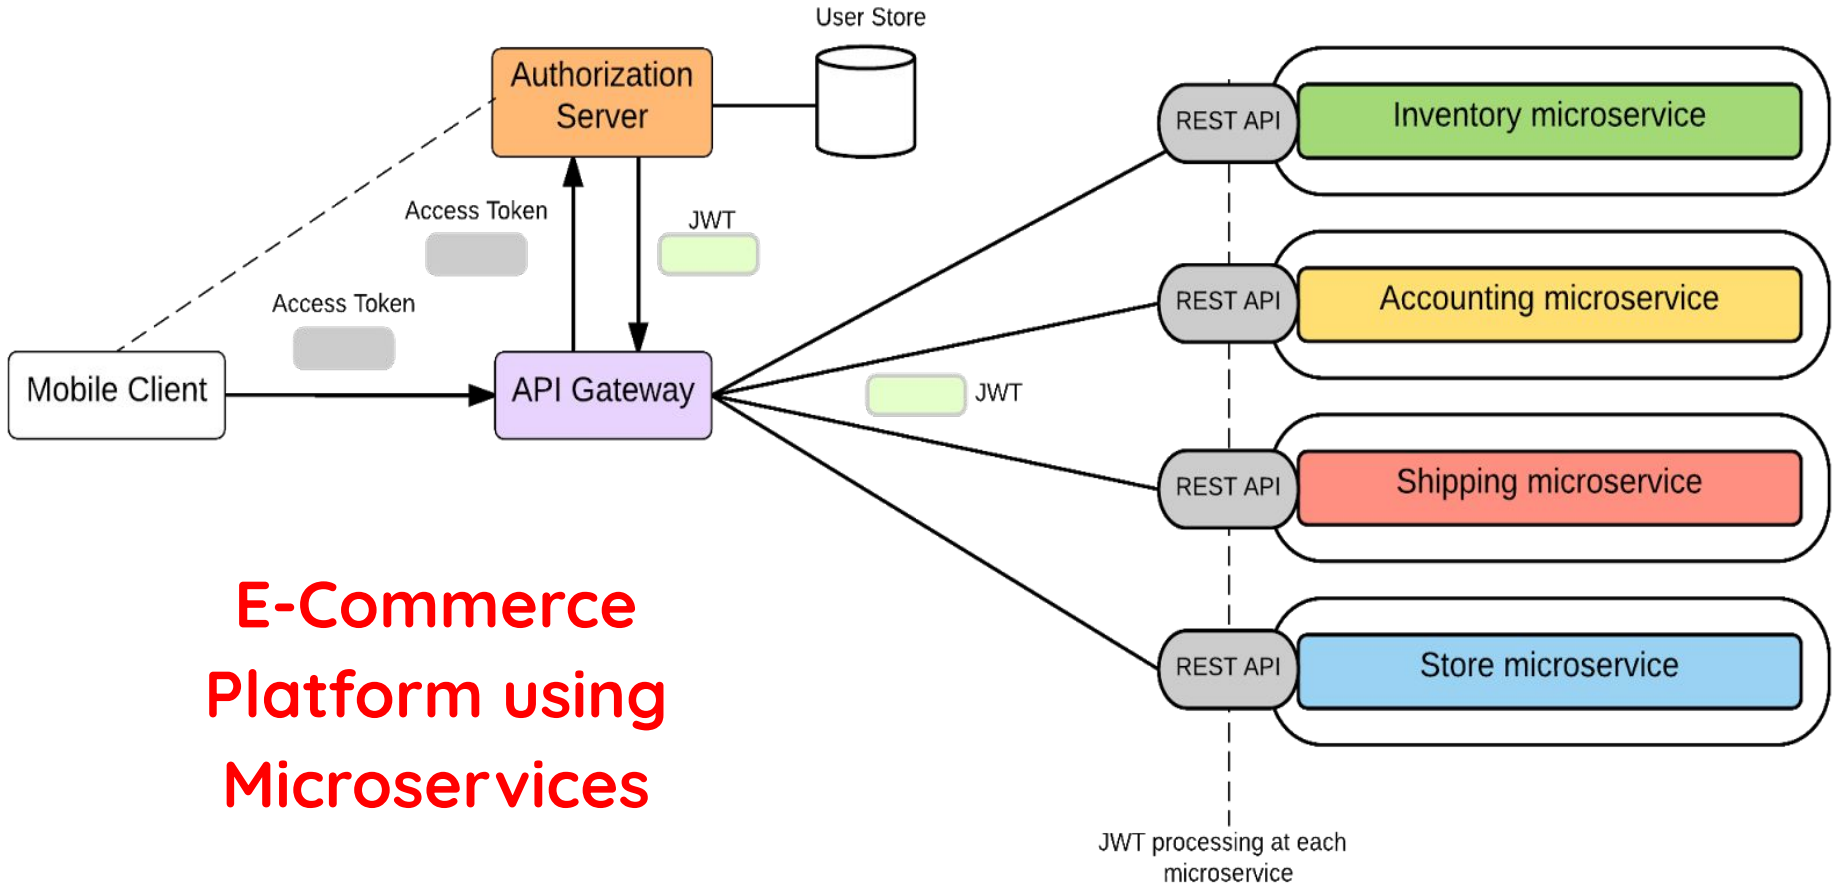 User Store
Authorization
Server
Access Token
JWT
Access Token
Mobile Client
API Gateway
JWT
REST API
Inventory microservice
REST API
Accounting microservice
REST API
Shipping microservice
REST API
Store microservice
E-Commerce
Platform using
Microservices
JWT processing at each
microservice